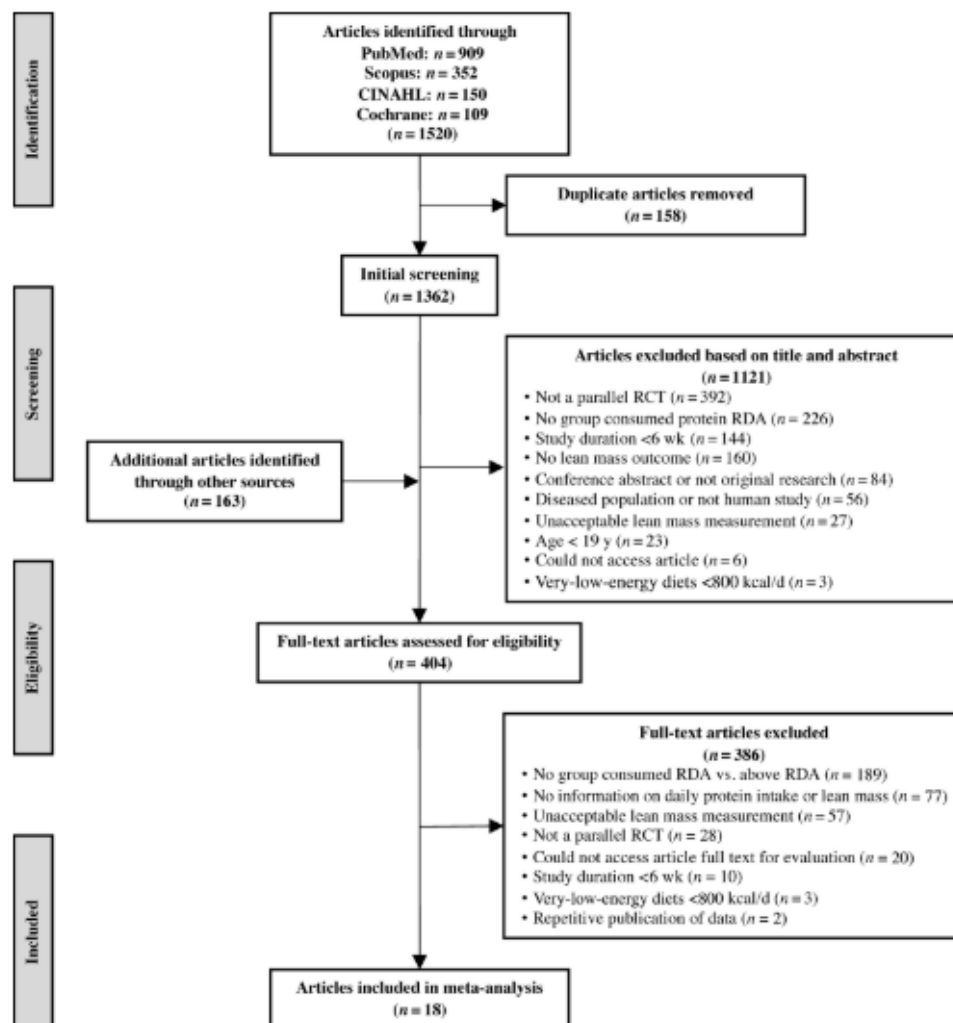 Identification
Articles identified through
PubMed: n = 909
Scopus: n = 352
CINAHL: n = 150
Cochrane: n = 109
(n = 1520)
Duplicate articles removed
(n = 158)
Initial screening
(n = 1362)
Screening
Articles excluded based on title and abstract
(n = 1121)
• Not a parallel RCT (n = 392)
• No group consumed protein RDA (n = 226)
• Study duration <6 wk (n = 144)
• No lean mass outcome (n = 160)
• Conference abstract or not original research (n = 84)
• Diseased population or not human study (n = 56)
• Unacceptable lean mass measurement (n = 27)
• Age < 19 y (n = 23)
• Could not access article (n = 6)
• Very-low-energy diets <800 kcal/d (n = 3)
Additional articles identified
through other sources
(n = 163)
Eligibility
Full-text articles assessed for eligibility
(n = 404)
Full-text articles excluded
(n = 386)
• No group consumed RDA vs. above RDA (n = 189)
• No information on daily protein intake or lean mass (n = 77)
• Unacceptable lean mass measurement (n = 57)
• Not a parallel RCT (n = 28)
• Could not access article full text for evaluation (n = 20)
• Study duration <6 wk (n = 10)
• Very-low-energy diets <800 kcal/d (n = 3)
• Repetitive publication of data (n = 2)
Included
Articles included in meta-analysis
(n = 18)